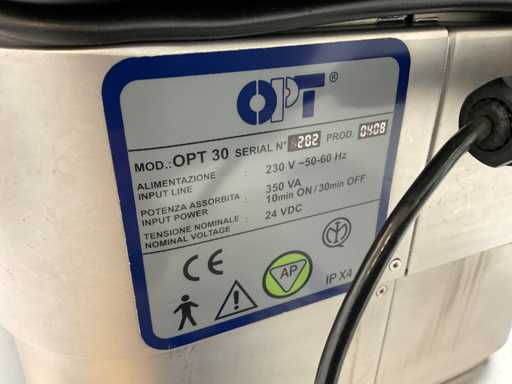 OPT ®
MOD.:OPT 30 SERIAL N° 202 PROD. 0408
ALIMENTAZIONE : 230 V ~50-60 Hz
INPUT LINE
POTENZA ASSORBITA : 350 VA
INPUT POWER 10min ON / 30min OFF
TENSIONE NOMINALE : 24 VDC
NOMINAL VOLTAGE
CE
AP
IP X4